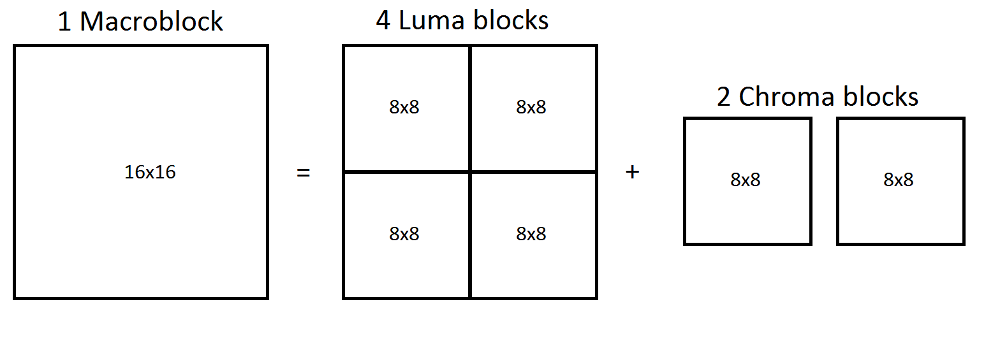 1 Macroblock
16x16
=
4 Luma blocks
8x8 8x8
8x8 8x8
+
2 Chroma blocks
8x8 8x8